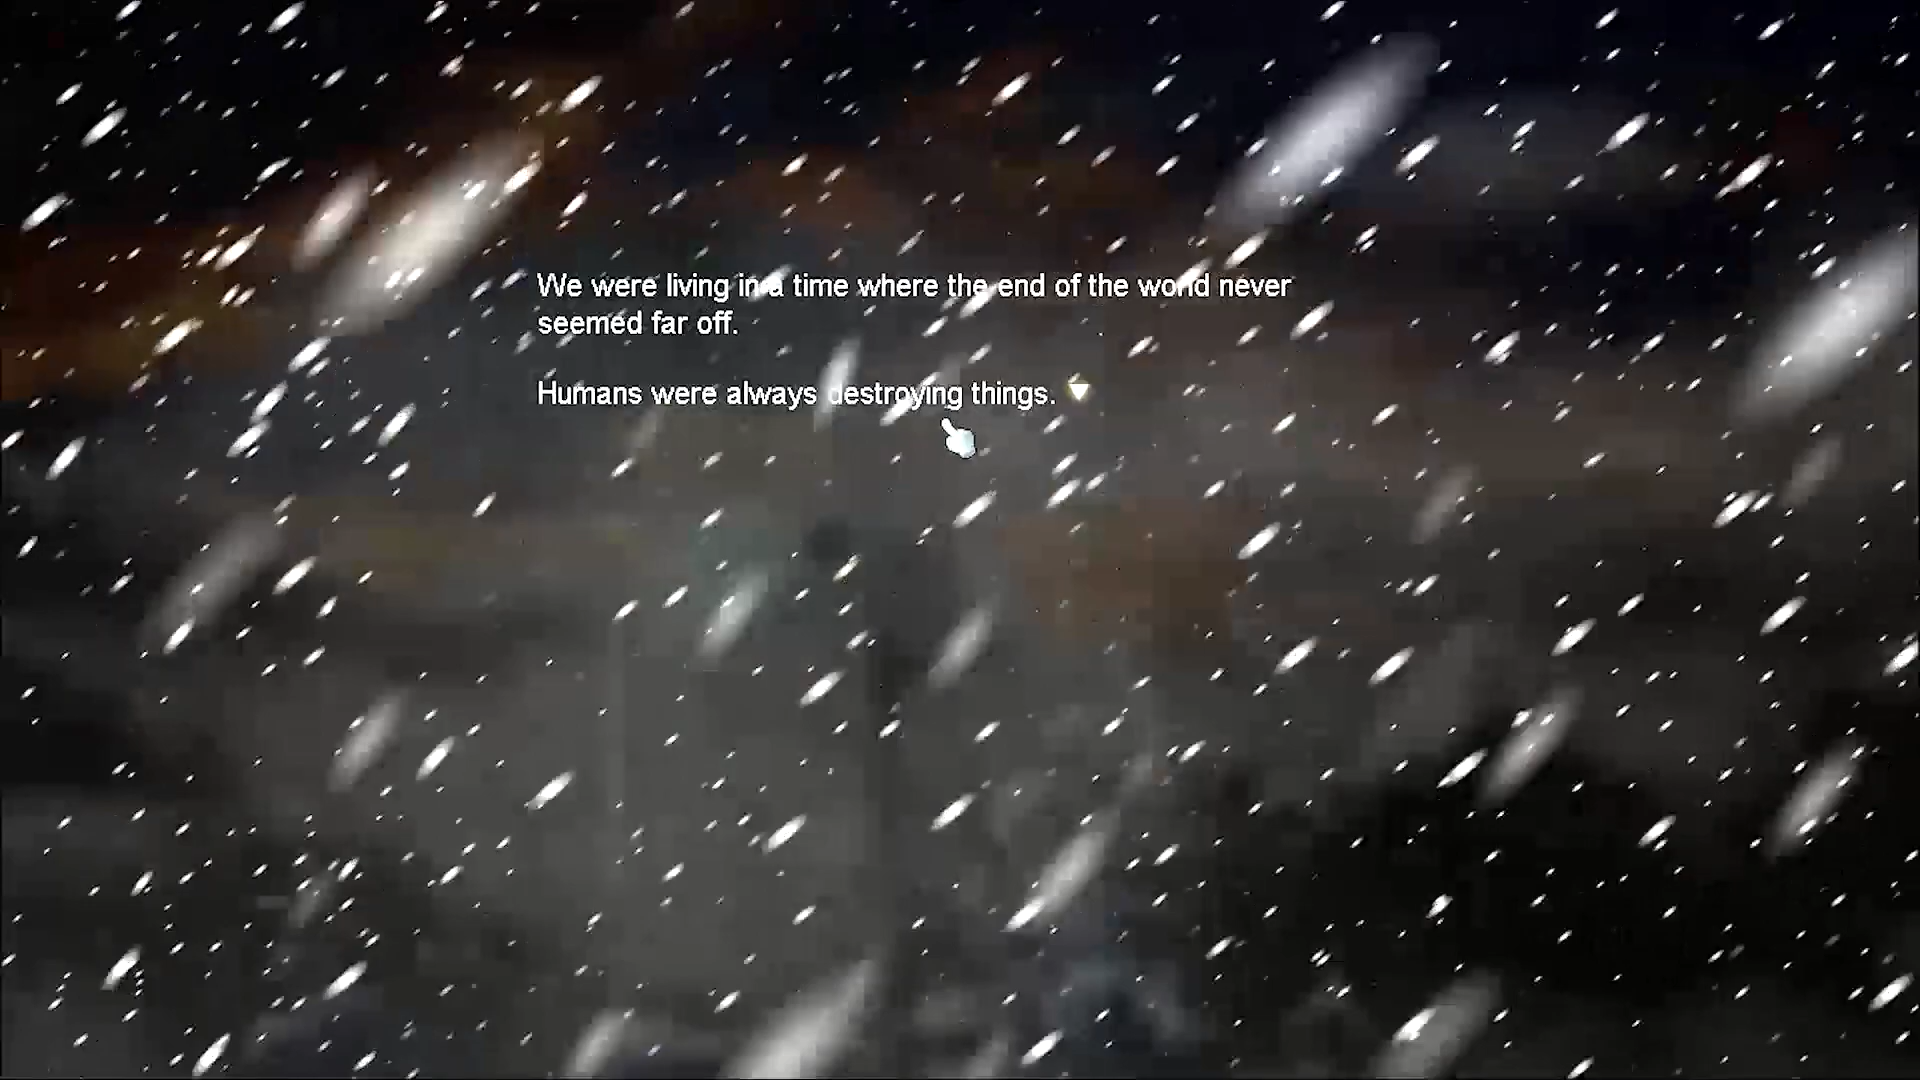 We were living in a time where the end of the world never
seemed far off.
Humans were always destroying things.